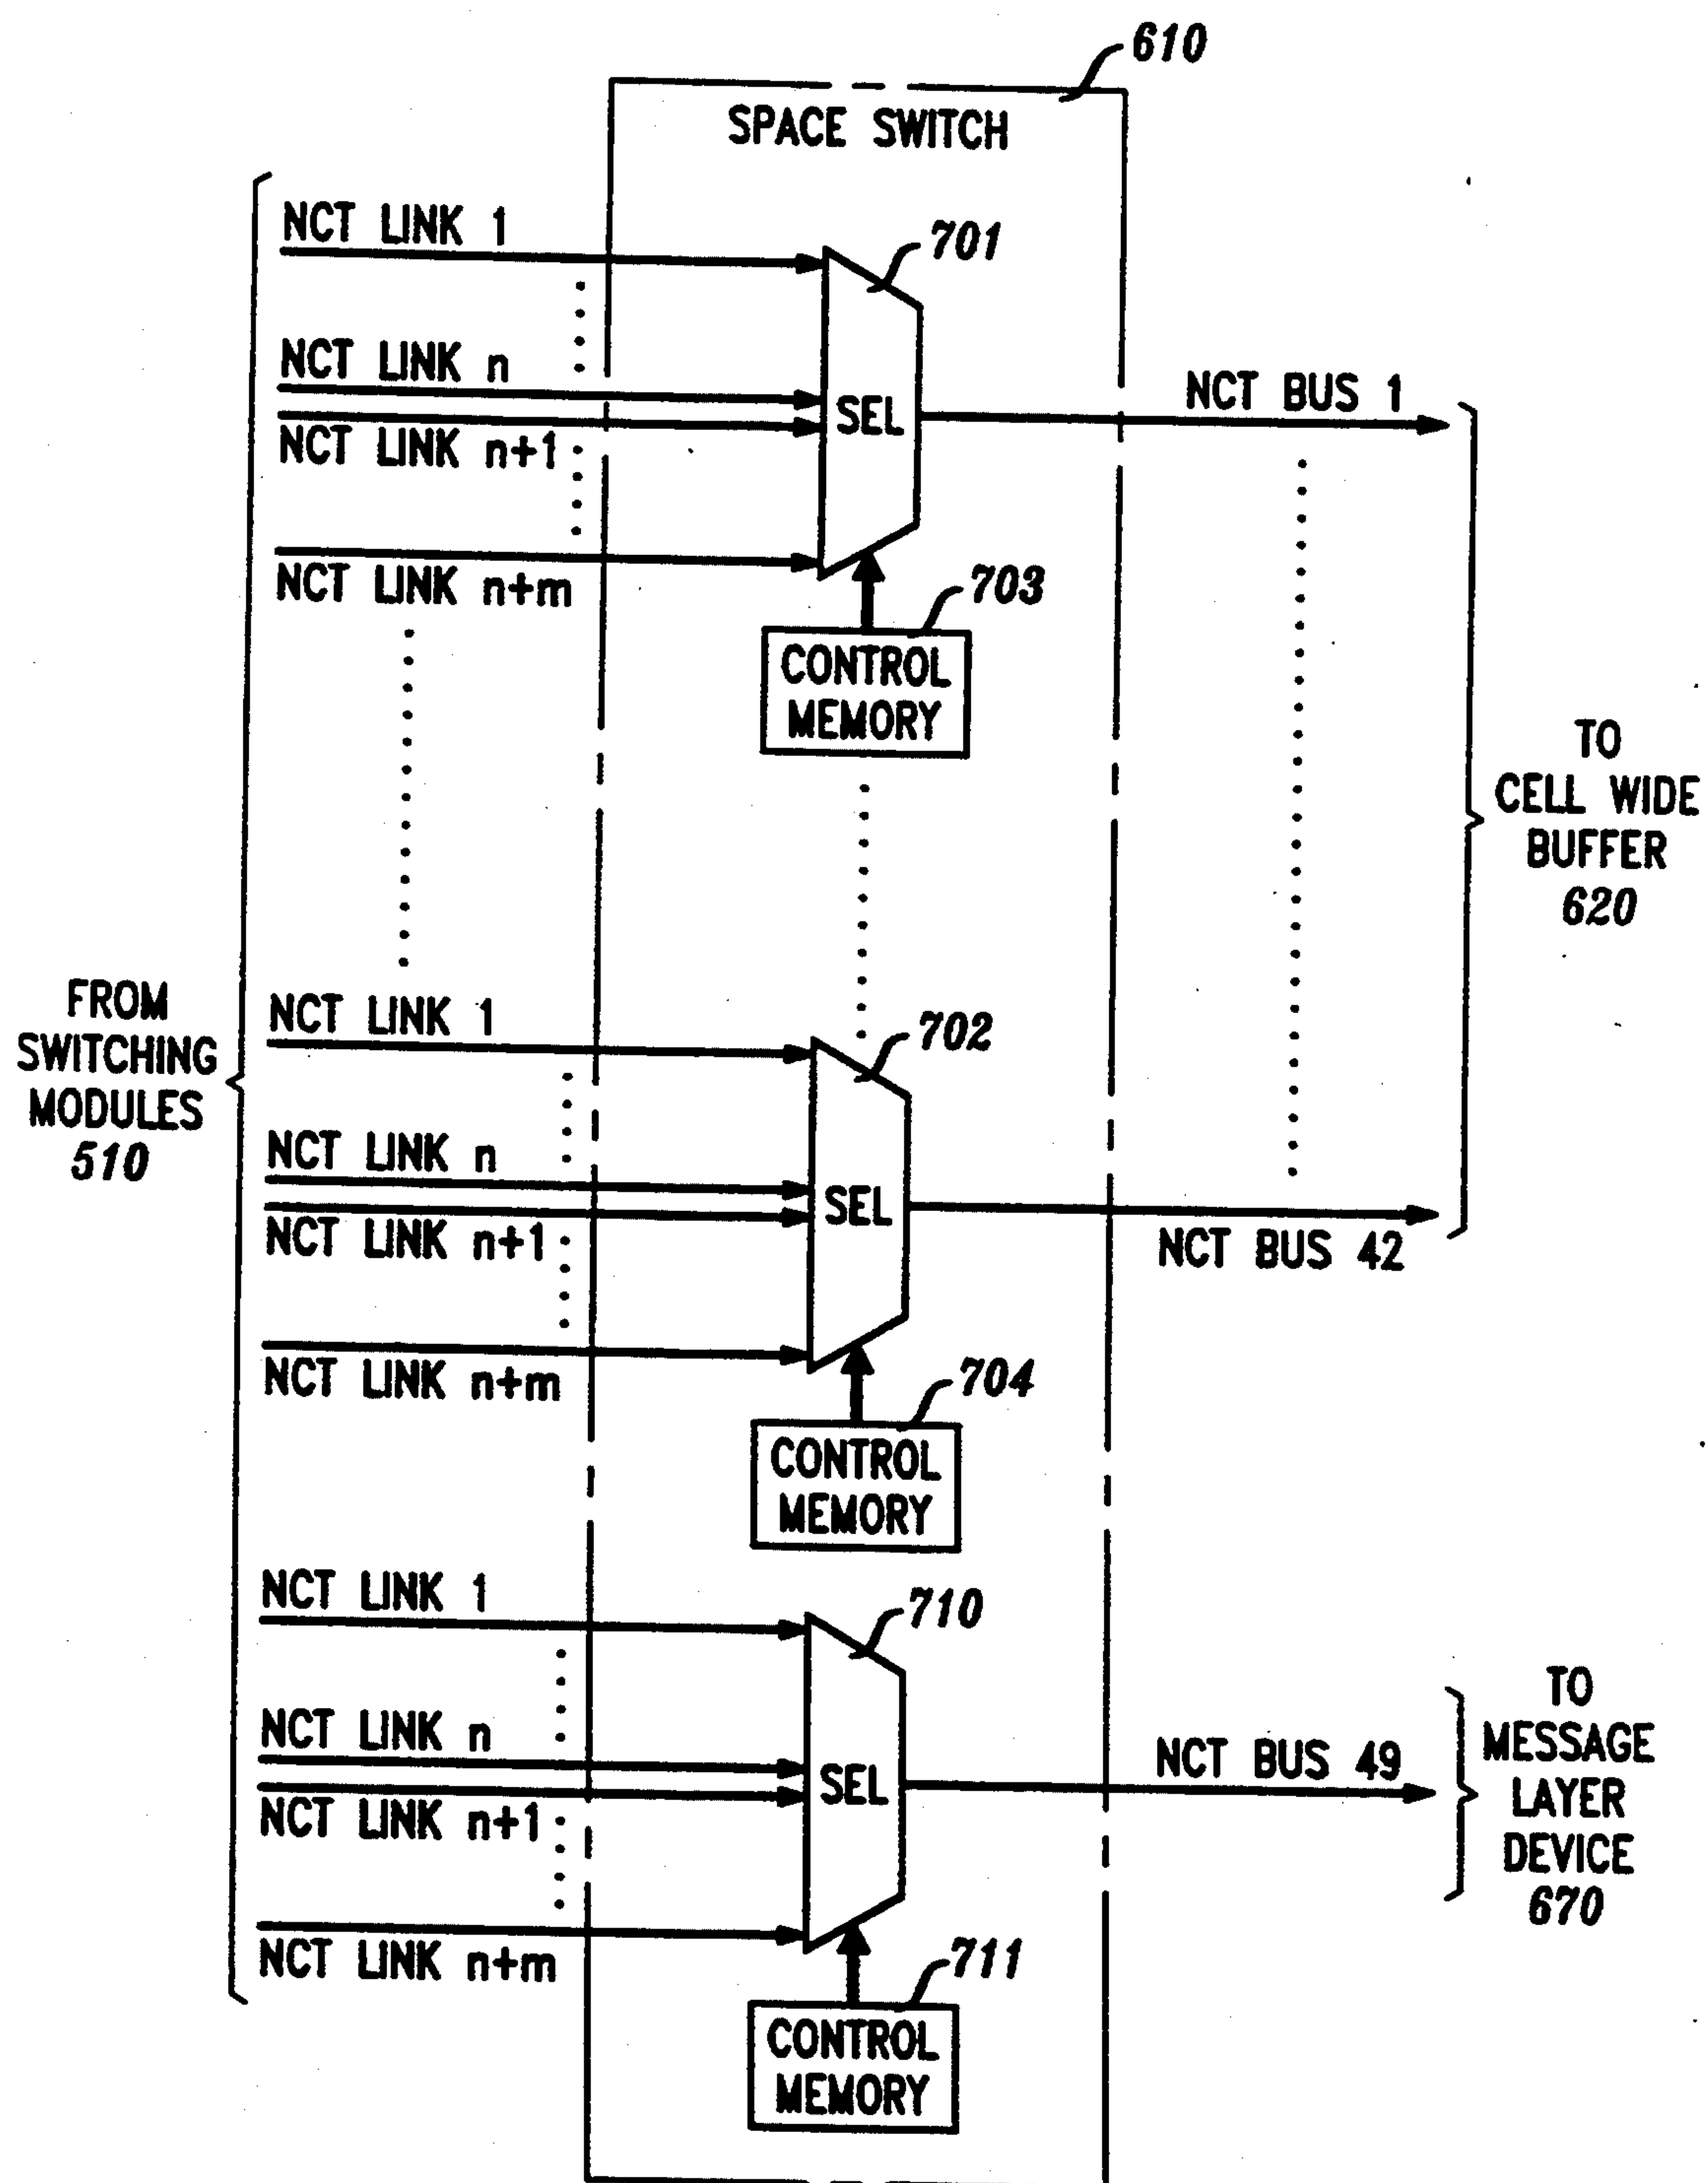 610
SPACE SWITCH
NCT LINK 1
701
NCT LINK n
SEL
NCT BUS 1
NCT LINK n+1
NCT LINK n+m
703
CONTROL
MEMORY
TO
CELL WIDE
BUFFER
620
FROM
SWITCHING
MODULES
510
NCT LINK 1
702
NCT LINK n
SEL
NCT LINK n+1
NCT BUS 42
NCT LINK n+m
704
CONTROL
MEMORY
NCT LINK 1
710
NCT LINK n
SEL
NCT BUS 49
NCT LINK n+1
TO
MESSAGE
LAYER
DEVICE
670
NCT LINK n+m
711
CONTROL
MEMORY